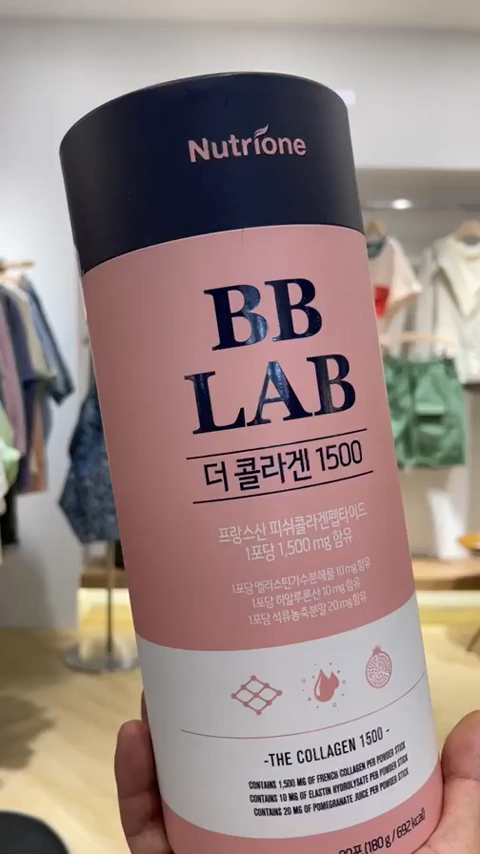 Nutrione
BB
LAB
더 콜라겐 1500
프랑스산 피쉬콜라겐펩타이드
1포당 1,500 mg 함유
1포당 엘라스틴가수분해물 10 mg 함유
1포당 히알루론산 10 mg 함유
1포당 석류농축분말 20 mg 함유
-THE COLLAGEN 1500-
CONTAINS 1,500 MG OF FRENCH COLLAGEN PER POWDER STICK
CONTAINS 10 MG OF ELASTIN HYDROLYSATE PER POWDER STICK
CONTAINS 20 MG OF POMEGRANATE JUICE PER POWDER STICK
(180 g / 692 kcal)